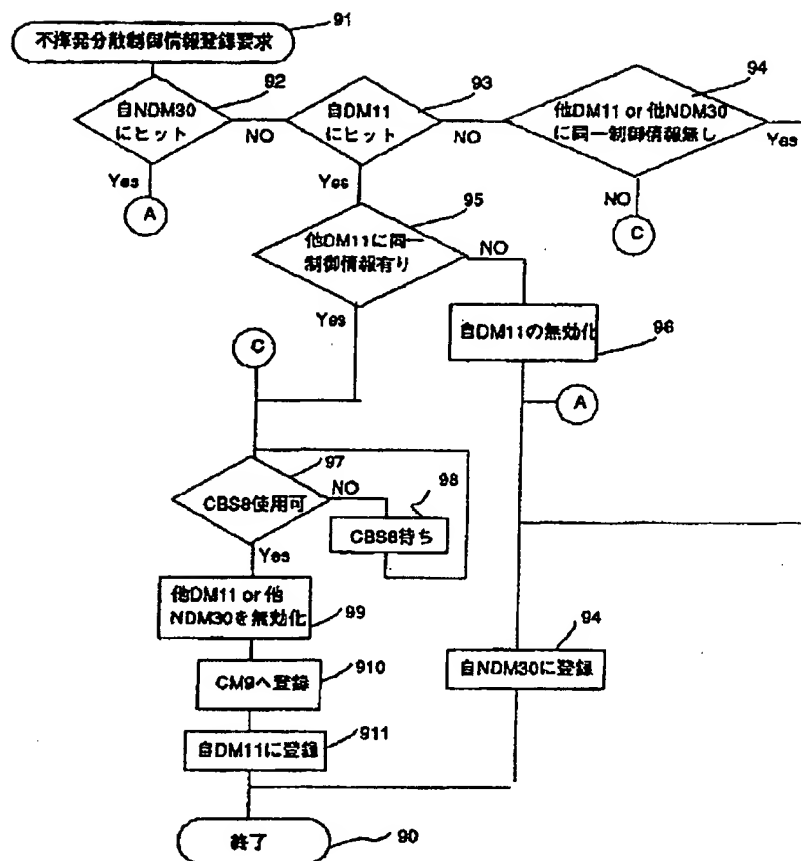 不揮発分散制御情報登録要求
91
自NDM30
にヒット
92
NO
Yes
A
自DM11
にヒット
93
NO
Yes
他DM11 or 他NDM30
に同一制御情報無し
94
Yes
NO
C
他DM11に同一
制御情報有り
95
NO
Yes
自DM11の無効化
96
C
A
CBS8使用可
97
NO
Yes
CBS8待ち
98
他DM11 or 他
NDM30を無効化
99
CM9へ登録
910
自DM11に登録
911
自NDM30に登録
94
終了
90